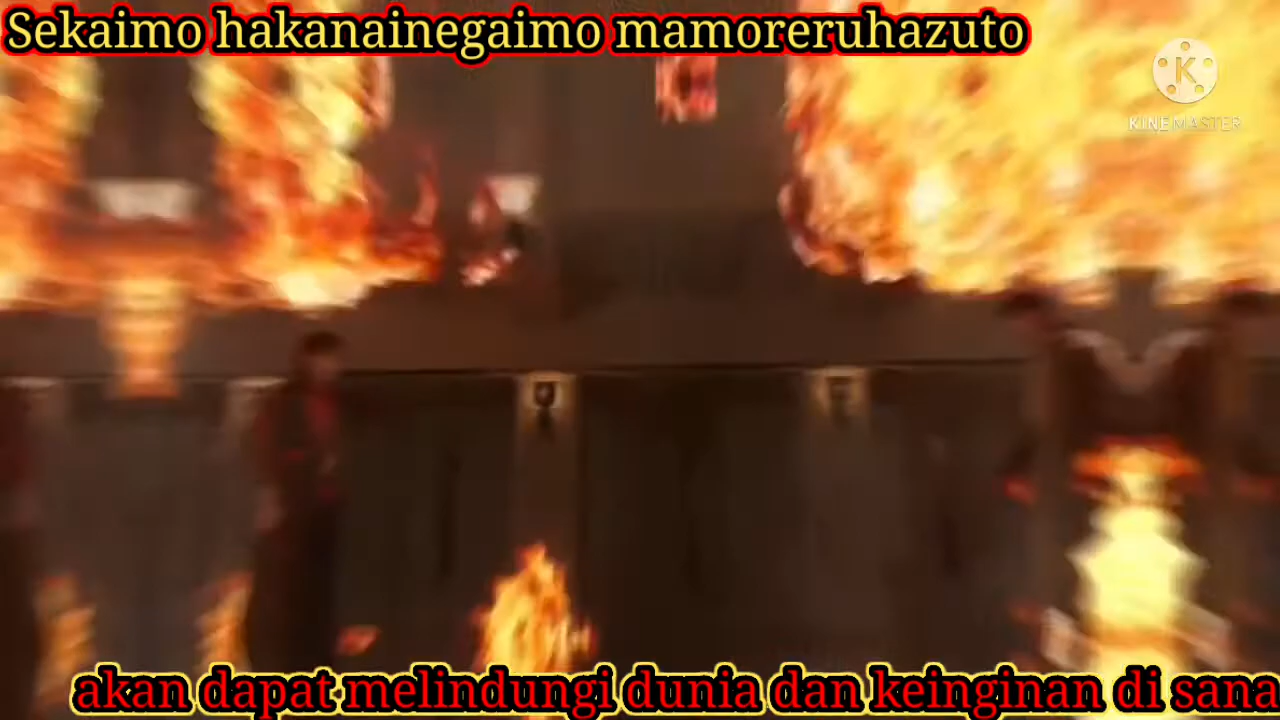 Sekaimo hakanainegaimo mamoreruhazuto
K
KINEMASTER
akan dapat melindungi dunia dan keinginan di sana